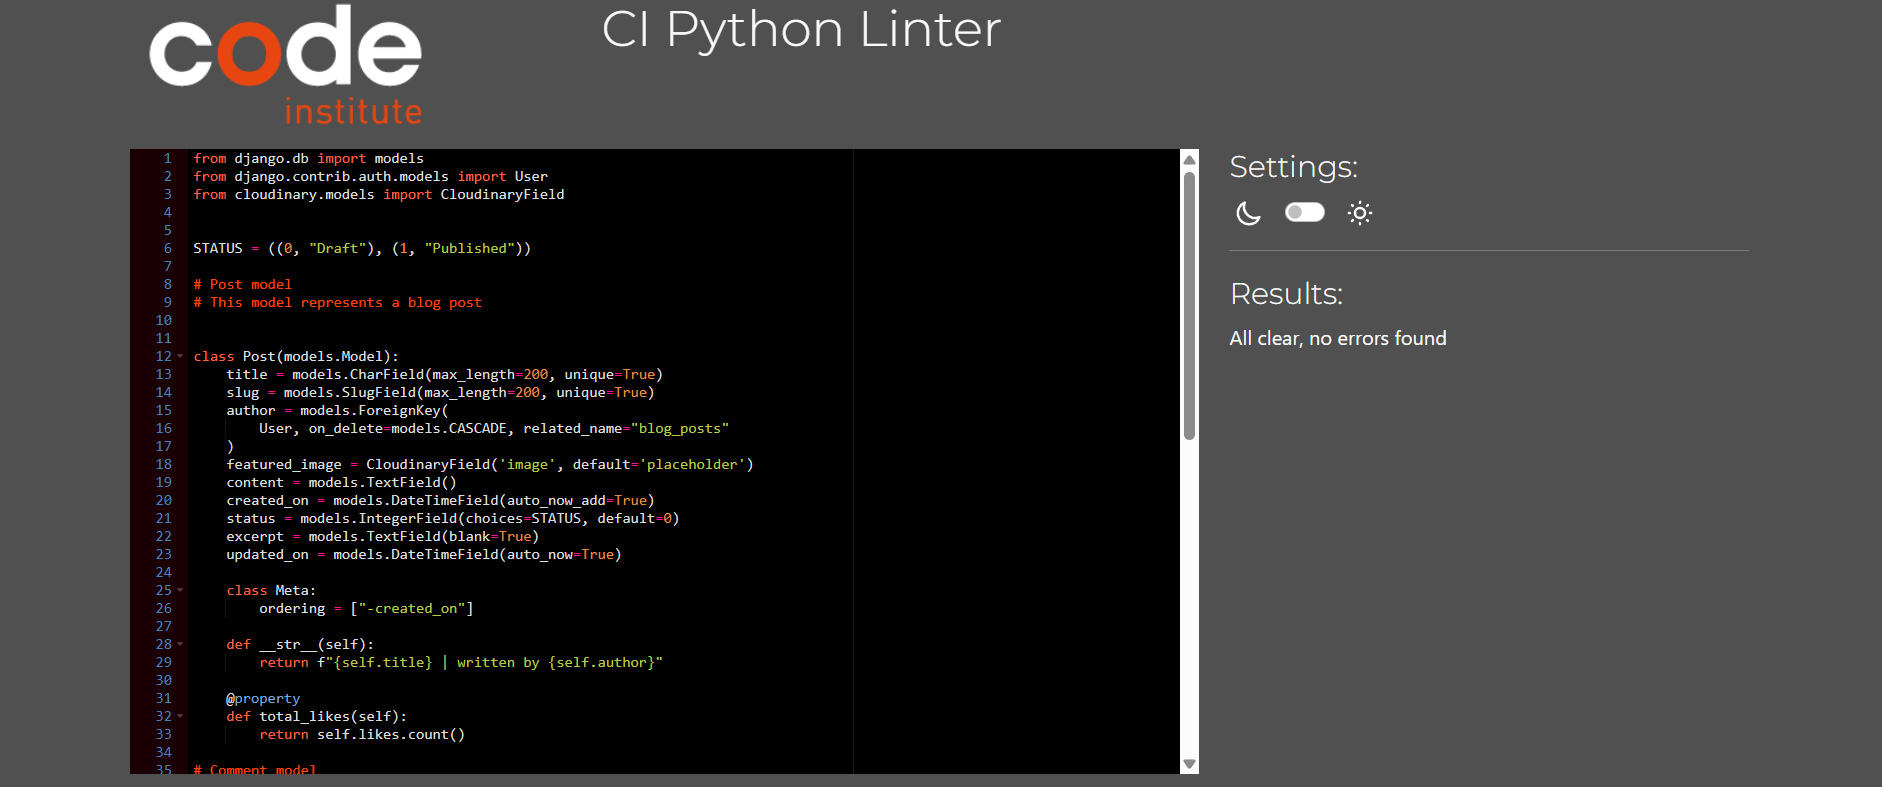 code
institute
CI Python Linter
1 from django.db import models
2 from django.contrib.auth.models import User
3 from cloudinary.models import CloudinaryField
4
5
6 STATUS = ((0, "Draft"), (1, "Published"))
7
8 # Post model
9 # This model represents a blog post
10
11
12 class Post(models.Model):
13     title = models.CharField(max_length=200, unique=True)
14     slug = models.SlugField(max_length=200, unique=True)
15     author = models.ForeignKey(
16         User, on_delete=models.CASCADE, related_name="blog_posts"
17     )
18     featured_image = CloudinaryField('image', default='placeholder')
19     content = models.TextField()
20     created_on = models.DateTimeField(auto_now_add=True)
21     status = models.IntegerField(choices=STATUS, default=0)
22     excerpt = models.TextField(blank=True)
23     updated_on = models.DateTimeField(auto_now=True)
24
25     class Meta:
26         ordering = ["-created_on"]
27
28     def __str__(self):
29         return f"{self.title} | written by {self.author}"
30
31     @property
32     def total_likes(self):
33         return self.likes.count()
34
35 # Comment model
Settings:
Results:
All clear, no errors found